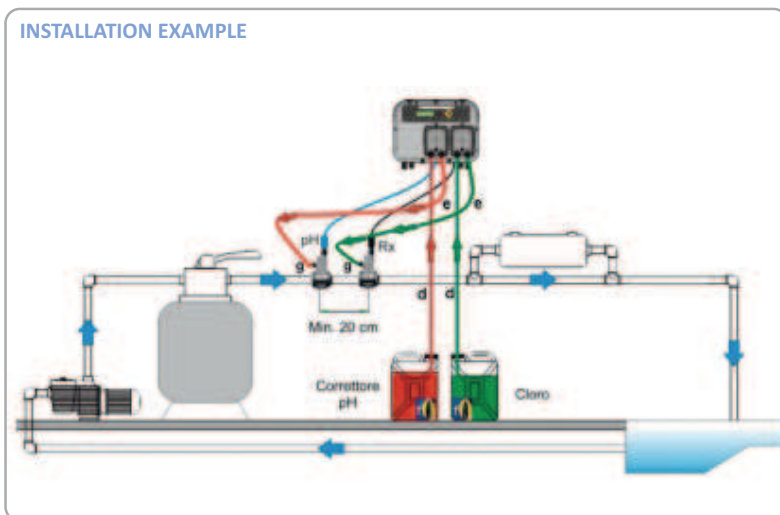 INSTALLATION EXAMPLE
e
e
pH
Rx
g
g
d
d
Min. 20 cm
Correttore
pH
Cloro